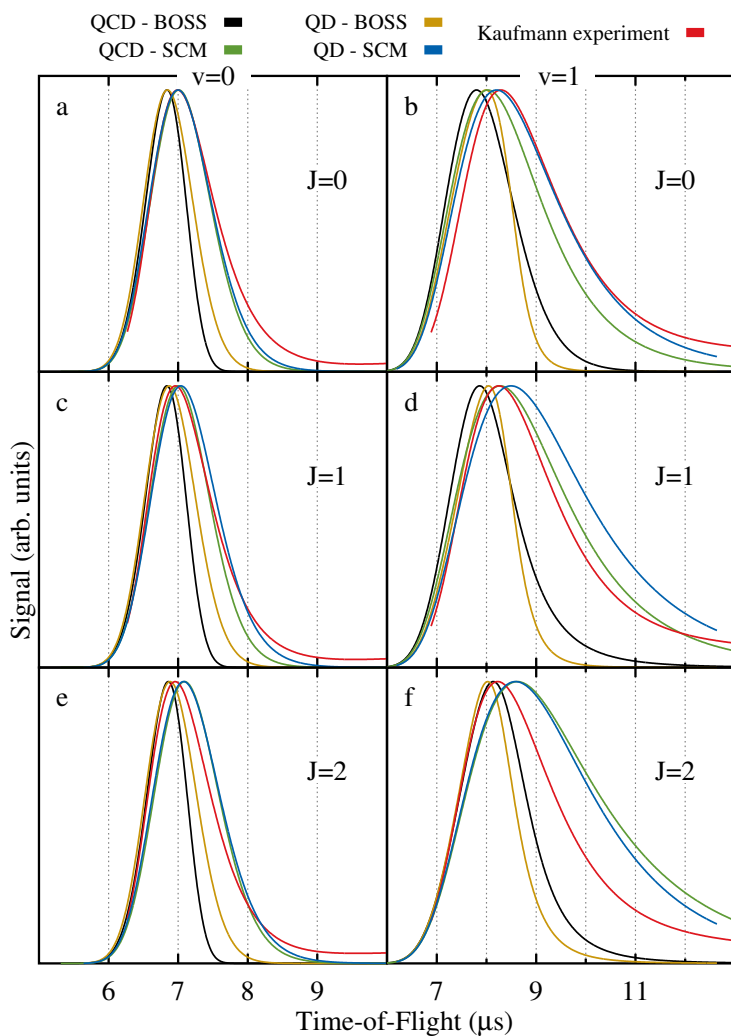 QCD - BOSS QD - BOSS Kaufmann experiment
QCD - SCM QD - SCM
v=0 v=1
a b
J=0 J=0
c d
J=1 J=1
e f
J=2 J=2
Signal (arb. units)
6 7 8 9 7 9 11
Time-of-Flight (μs)